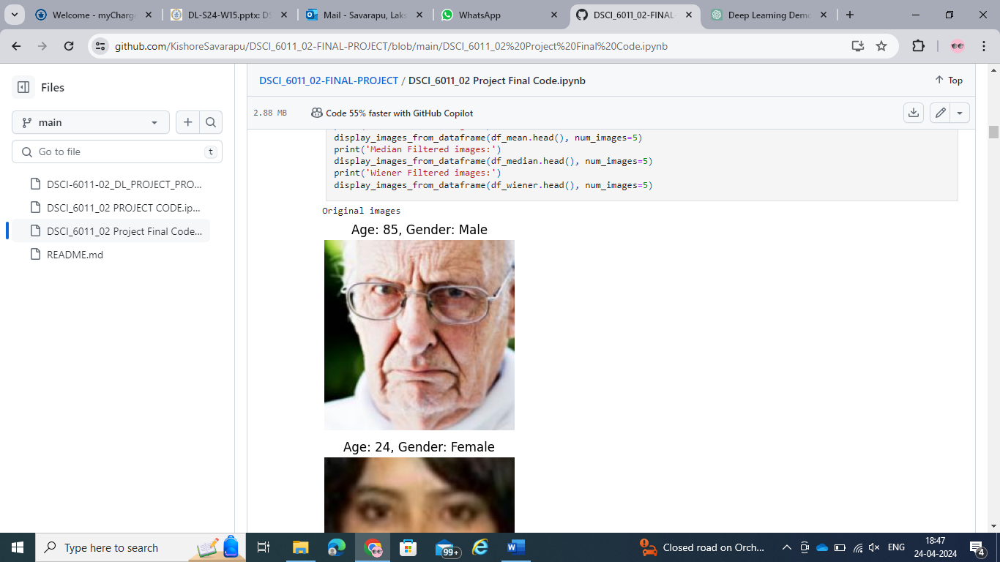 Welcome - myCharge
DL-S24-W15.pptx: DS
Mail - Savarapu, Laks
WhatsApp
DSCI_6011_02-FINAL-
Deep Learning Demo
github.com/KishoreSavarapu/DSCI_6011_02-FINAL-PROJECT/blob/main/DSCI_6011_02%20Project%20Final%20Code.ipynb
Files
main
Go to file
t
DSCI-6011-02_DL_PROJECT_PRO...
DSCI_6011_02 PROJECT CODE.ip...
DSCI_6011_02 Project Final Code...
README.md
DSCI_6011_02-FINAL-PROJECT / DSCI_6011_02 Project Final Code.ipynb
Top
2.88 MB
Code 55% faster with GitHub Copilot
display_images_from_dataframe(df_mean.head(), num_images=5)
print('Median Filtered images:')
display_images_from_dataframe(df_median.head(), num_images=5)
print('Wiener Filtered images:')
display_images_from_dataframe(df_wiener.head(), num_images=5)
Original images
Age: 85, Gender: Male
Age: 24, Gender: Female
Type here to search
99+
W
Closed road on Orch...
ENG
18:47
24-04-2024
4